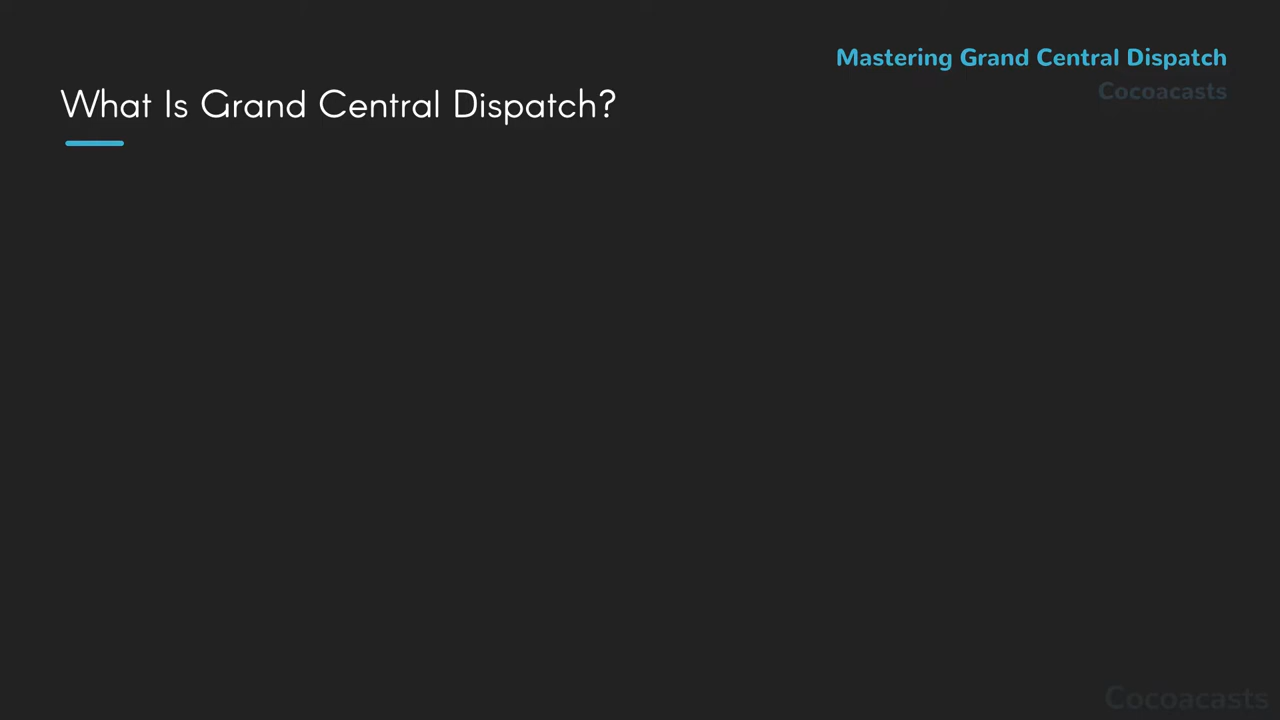 Mastering Grand Central Dispatch
Cocoacasts
What Is Grand Central Dispatch?
Cocoacasts